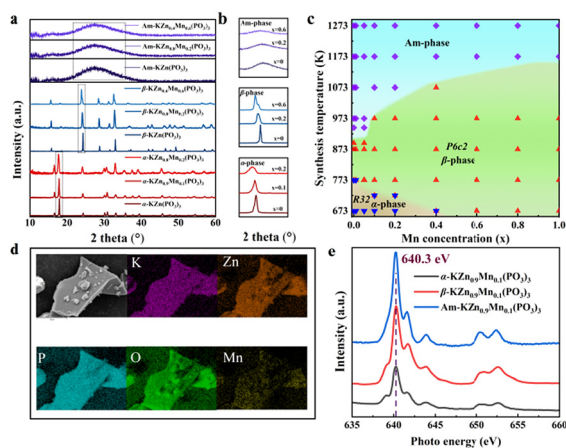 a
Intensity (a.u.)
Am-KZn₀.₄Mn₀.₆(PO₃)₃
Am-KZn₀.₈Mn₀.₂(PO₃)₃
Am-KZn(PO₃)₃
β-KZn₀.₄Mn₀.₆(PO₃)₃
β-KZn₀.₈Mn₀.₂(PO₃)₃
β-KZn(PO₃)₃
α-KZn₀.₈Mn₀.₂(PO₃)₃
α-KZn₀.₉Mn₀.₁(PO₃)₃
α-KZn(PO₃)₃
10 20 30 40 50 60
2 theta (°)
b
Am-phase
x=0.6
x=0.2
x=0
β-phase
x=0.6
x=0.2
x=0
α-phase
x=0.2
x=0.1
x=0
2 theta (°)
c
Synthesis temperature (K)
1273
1173
1073
973
873
773
673
Am-phase
P6c2
β-phase
R32
α-phase
0.0 0.2 0.4 0.6 0.8 1.0
Mn concentration (x)
d
K
Zn
P
O
Mn
e
640.3 eV
Intensity (a.u.)
α-KZn₀.₉Mn₀.₁(PO₃)₃
β-KZn₀.₉Mn₀.₁(PO₃)₃
Am-KZn₀.₉Mn₀.₁(PO₃)₃
635 640 645 650 655 660
Photo energy (eV)